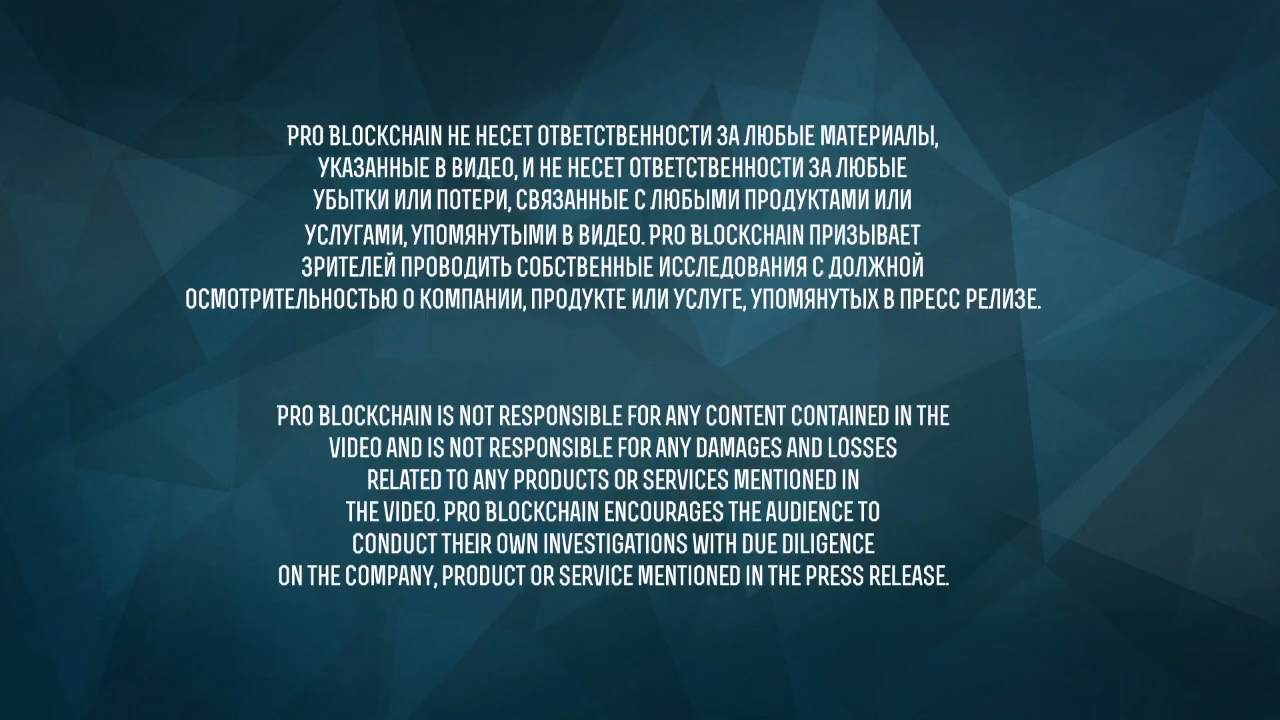 PRO BLOCKCHAIN НЕ НЕСЕТ ОТВЕТСТВЕННОСТИ ЗА ЛЮБЫЕ МАТЕРИАЛЫ,
УКАЗАННЫЕ В ВИДЕО, И НЕ НЕСЕТ ОТВЕТСТВЕННОСТИ ЗА ЛЮБЫЕ
УБЫТКИ ИЛИ ПОТЕРИ, СВЯЗАННЫЕ С ЛЮБЫМИ ПРОДУКТАМИ ИЛИ
УСЛУГАМИ, УПОМЯНУТЫМИ В ВИДЕО. PRO BLOCKCHAIN ПРИЗЫВАЕТ
ЗРИТЕЛЕЙ ПРОВОДИТЬ СОБСТВЕННЫЕ ИССЛЕДОВАНИЯ С ДОЛЖНОЙ
ОСМОТРИТЕЛЬНОСТЬЮ О КОМПАНИИ, ПРОДУКТЕ ИЛИ УСЛУГЕ, УПОМЯНУТЫХ В ПРЕСС РЕЛИЗЕ.
PRO BLOCKCHAIN IS NOT RESPONSIBLE FOR ANY CONTENT CONTAINED IN THE
VIDEO AND IS NOT RESPONSIBLE FOR ANY DAMAGES AND LOSSES
RELATED TO ANY PRODUCTS OR SERVICES MENTIONED IN
THE VIDEO. PRO BLOCKCHAIN ENCOURAGES THE AUDIENCE TO
CONDUCT THEIR OWN INVESTIGATIONS WITH DUE DILIGENCE
ON THE COMPANY, PRODUCT OR SERVICE MENTIONED IN THE PRESS RELEASE.